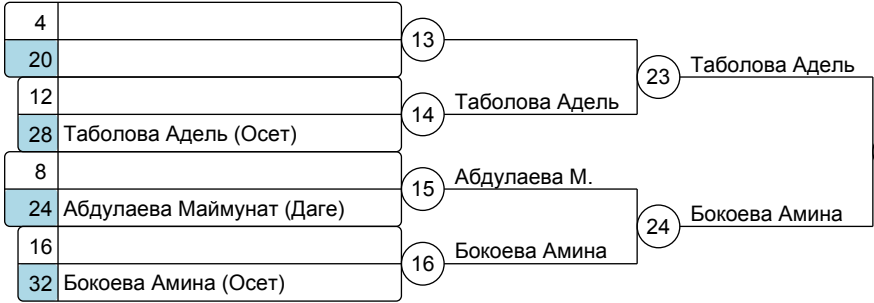 4
20
13
12
28 Таболова Адель (Осет)
14
Таболова Адель
23
Таболова Адель
8
24 Абдулаева Маймунат (Даге)
15
Абдулаева М.
16
32 Бокоева Амина (Осет)
16
Бокоева Амина
24
Бокоева Амина